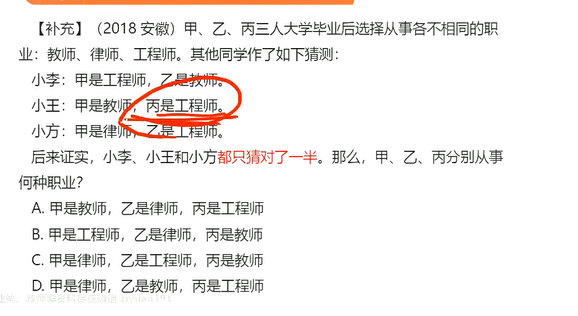 【补充】（2018 安徽）甲、乙、丙三人大学毕业后选择从事各不相同的职
业：教师、律师、工程师。其他同学作了如下猜测：
小李：甲是工程师，乙是教师。
小王：甲是教师，丙是工程师。
小方：甲是律师，乙是工程师。
后来证实，小李、小王和小方都只猜对了一半。那么，甲、乙、丙分别从事
何种职业？
A. 甲是教师，乙是律师，丙是工程师
B. 甲是工程师，乙是律师，丙是教师
C. 甲是律师，乙是工程师，丙是教师
D. 甲是律师，乙是教师，丙是工程师